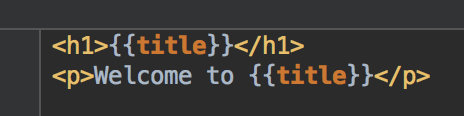 <h1>{{title}}</h1>
<p>Welcome to {{title}}</p>